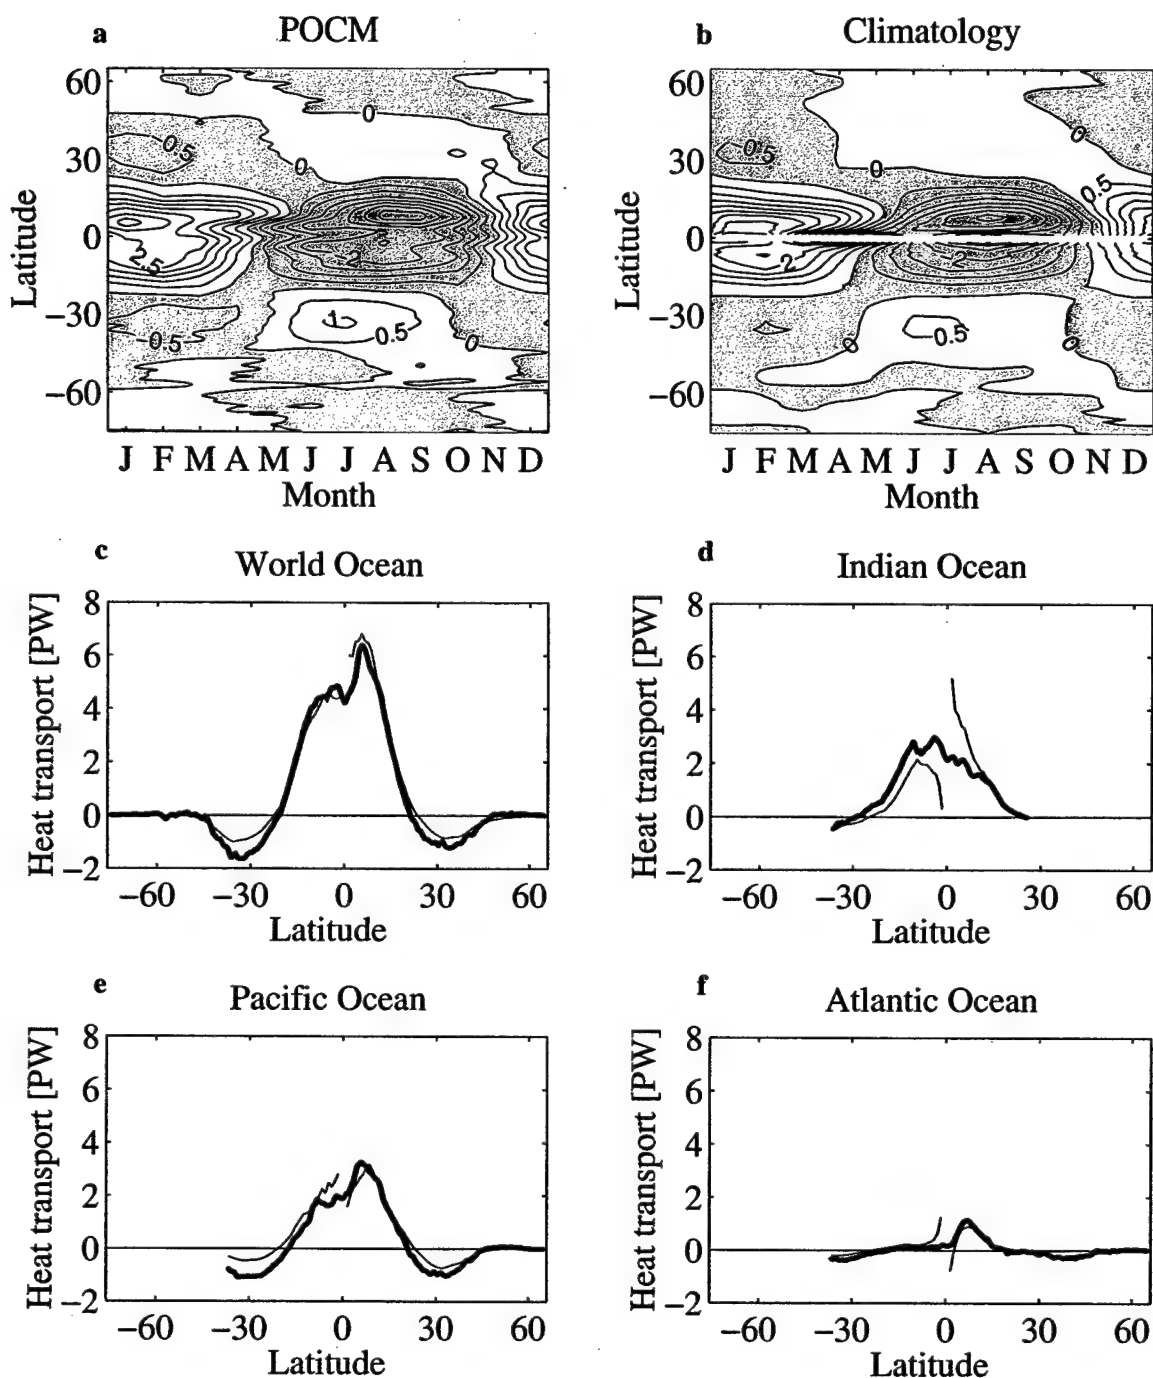 a POCM
b Climatology
60
30
0
−30
−60
Latitude
0
0.5
0
2.5
-2
-0.5
1
0.5
0
J F M A M J J A S O N D
Month
60
30
0
−30
−60
Latitude
0
0.5
0
0.5
2
-2
0
0.5
0
J F M A M J J A S O N D
Month
c World Ocean
d Indian Ocean
8
6
4
2
0
−2
Heat transport [PW]
−60 −30 0 30 60
Latitude
8
6
4
2
0
−2
Heat transport [PW]
−60 −30 0 30 60
Latitude
e Pacific Ocean
f Atlantic Ocean
8
6
4
2
0
−2
Heat transport [PW]
−60 −30 0 30 60
Latitude
8
6
4
2
0
−2
Heat transport [PW]
−60 −30 0 30 60
Latitude